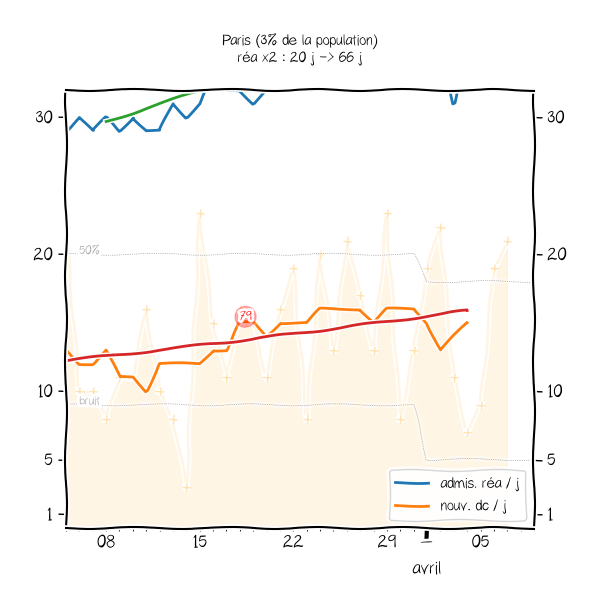 Paris (3% de la population)
réa x2 : 20 j -> 66 j
30
30
50%
20
20
79
10
10
bruit
5
5
admis. réa / j
nouv. dc / j
1
1
08
15
22
29
05
avril